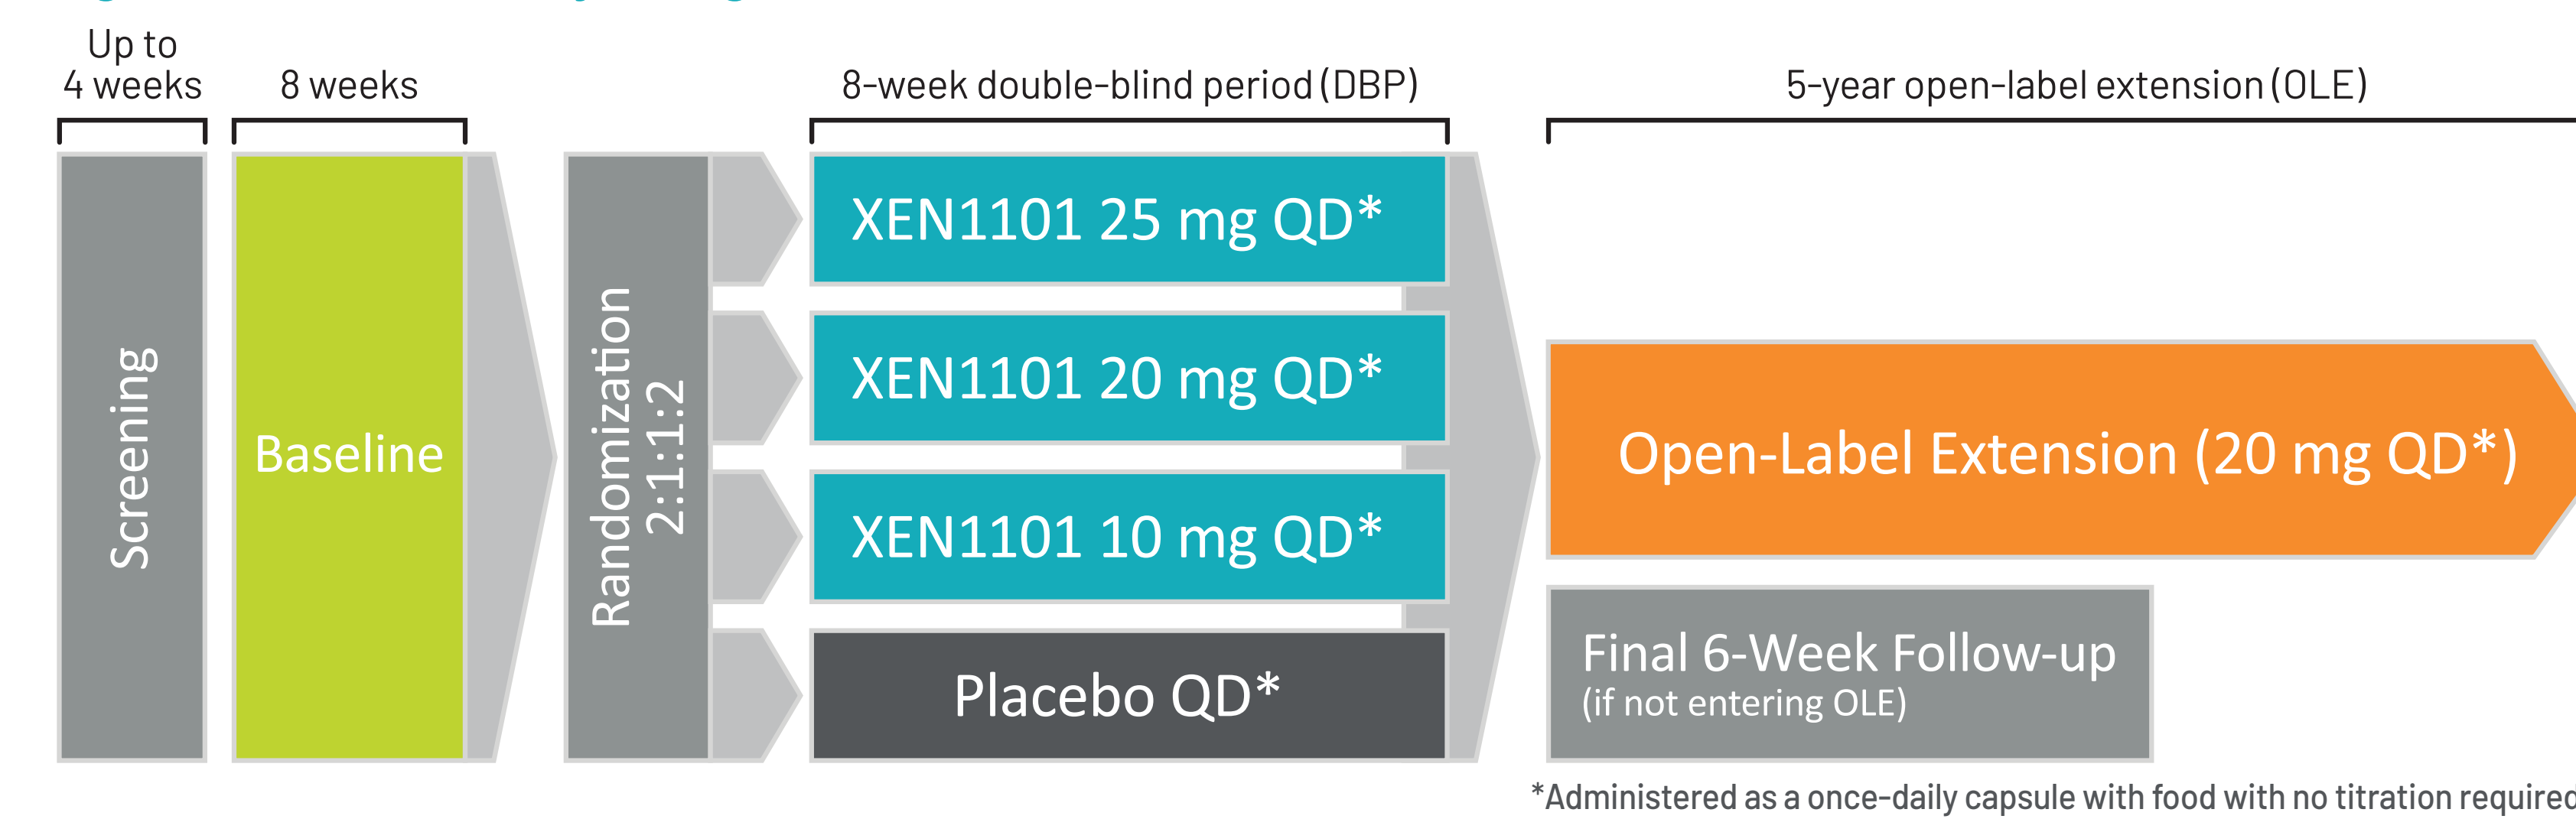 Up to
4 weeks
8 weeks
8-week double-blind period (DBP)
5-year open-label extension (OLE)
Screening
Baseline
Randomization
2:1:1:2
XEN1101 25 mg QD*
XEN1101 20 mg QD*
XEN1101 10 mg QD*
Placebo QD*
Open-Label Extension (20 mg QD*)
Final 6-Week Follow-up
(if not entering OLE)
*Administered as a once-daily capsule with food with no titration required